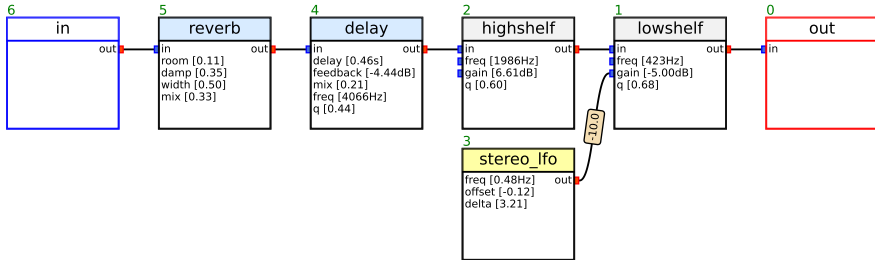 6
in
out
5
reverb
in
out
room [0.11]
damp [0.35]
width [0.50]
mix [0.33]
4
delay
in
out
delay [0.46s]
feedback [-4.44dB]
mix [0.21]
freq [4066Hz]
q [0.44]
2
highshelf
in
out
freq [1986Hz]
gain [6.61dB]
q [0.60]
1
lowshelf
in
out
freq [423Hz]
gain [-5.00dB]
q [0.68]
0
out
in
-10.0
3
stereo_lfo
freq [0.48Hz]
out
offset [-0.12]
delta [3.21]